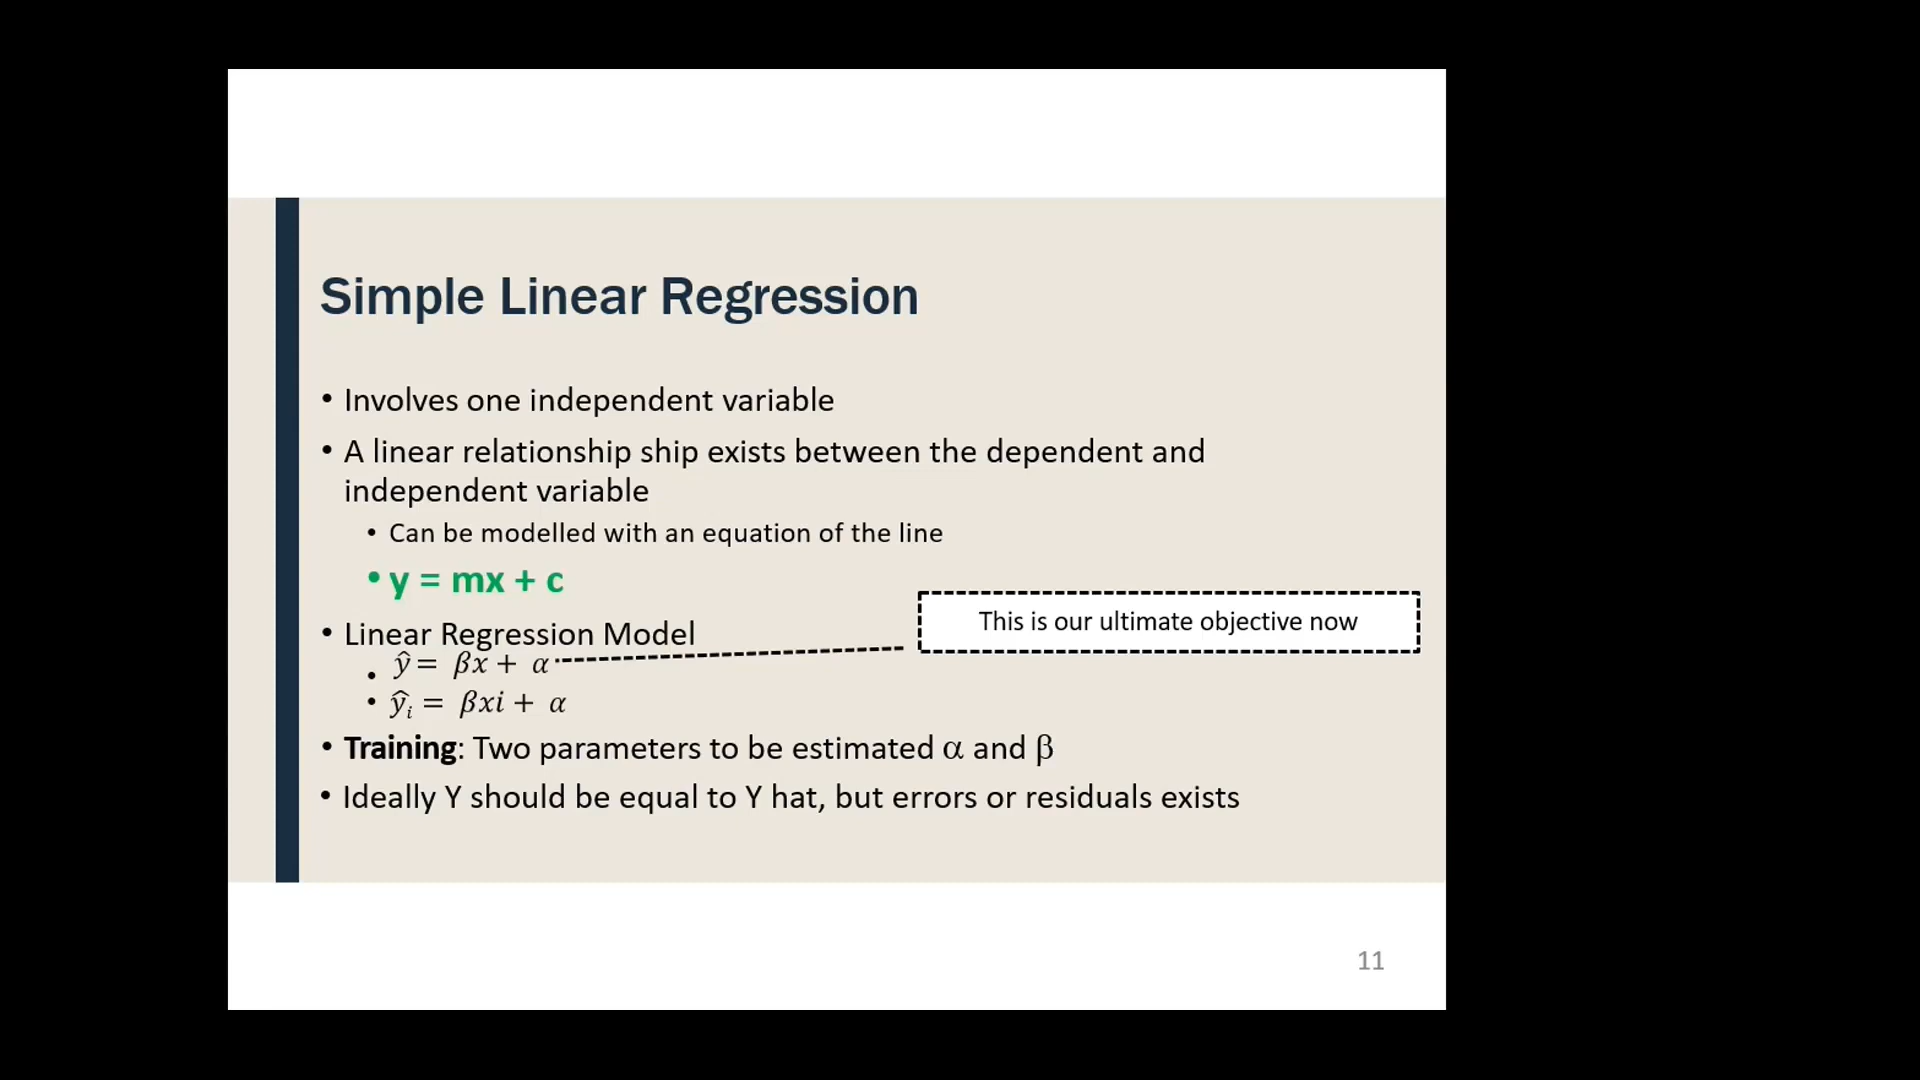 Simple Linear Regression
• Involves one independent variable
• A linear relationship ship exists between the dependent and
independent variable
• Can be modelled with an equation of the line
• y = mx + c
This is our ultimate objective now
• Linear Regression Model
• ŷ = βx + α
• ŷᵢ = βxi + α
• Training: Two parameters to be estimated α and β
• Ideally Y should be equal to Y hat, but errors or residuals exists
11